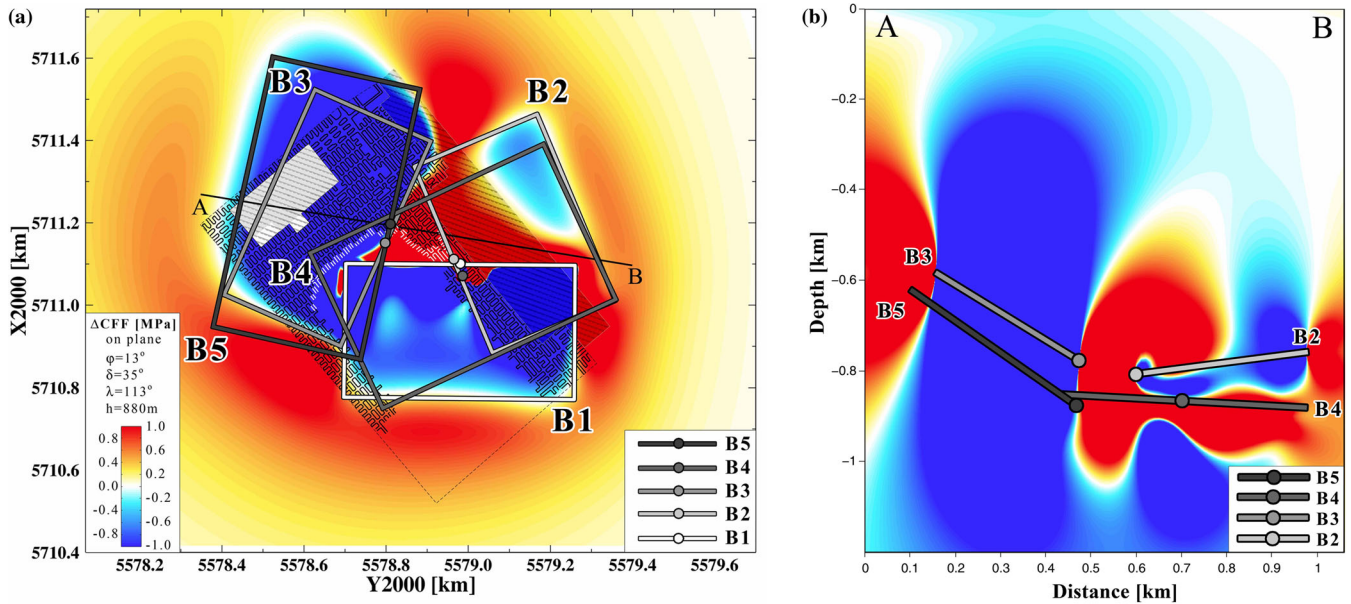 (a)
5711.6
5711.4
5711.2
5711.0
5710.8
5710.6
5710.4
X2000 [km]
B3
B2
A
B4
B
B5
B1
ΔCFF [MPa]
on plane
φ=13°
δ=35°
λ=113°
h=880m
0.8
0.4
0.0
-0.4
-0.8
1.0
0.6
0.2
-0.2
-0.6
-1.0
B5
B4
B3
B2
B1
5578.2 5578.4 5578.6 5578.8 5579.0 5579.2 5579.4 5579.6
Y2000 [km]
(b)
0
−0.2
−0.4
−0.6
−0.8
−1
Depth [km]
A B
B3
B5
B2
B4
B5
B4
B3
B2
0 0.1 0.2 0.3 0.4 0.5 0.6 0.7 0.8 0.9 1
Distance [km]